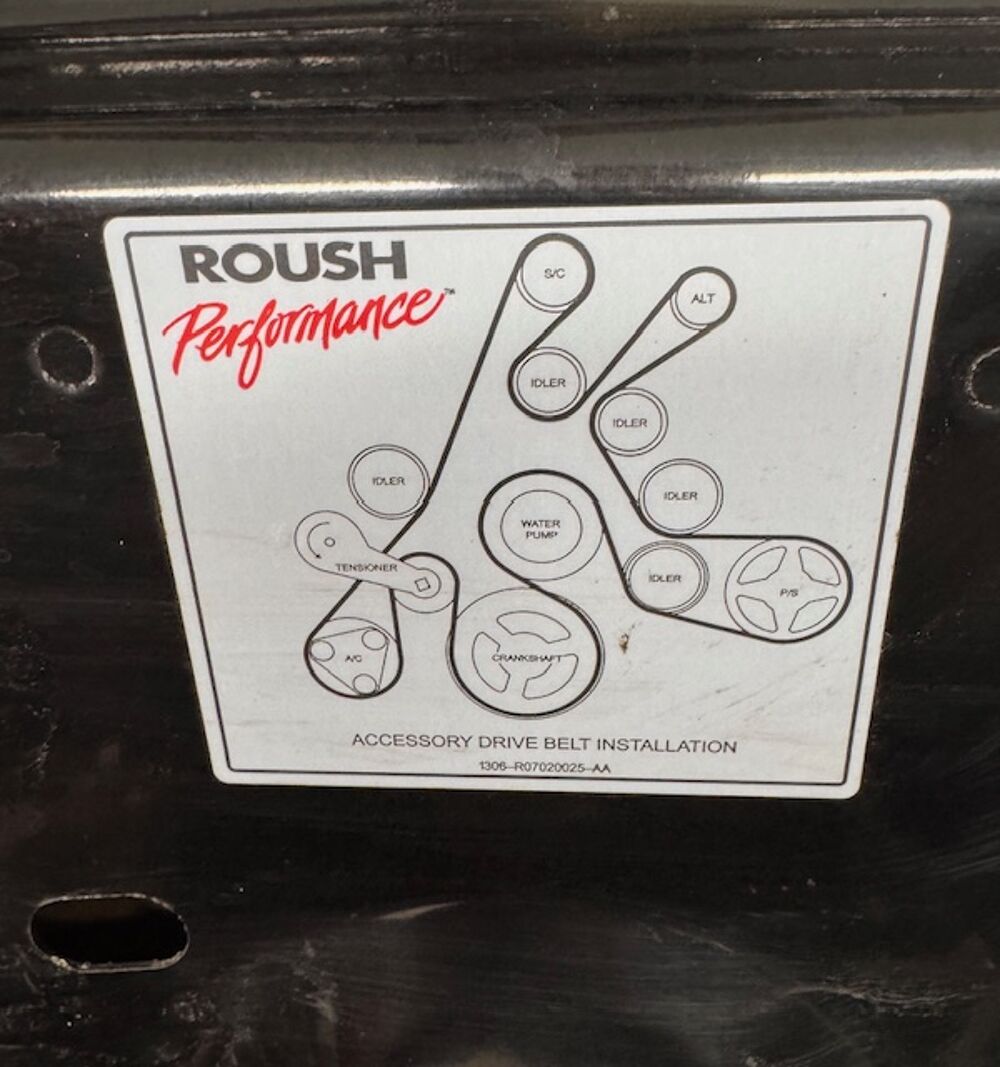 ROUSH
Performance™
S/C
ALT
IDLER
IDLER
IDLER
IDLER
WATER
PUMP
TENSIONER
IDLER
P/S
A/C
CRANKSHAFT
ACCESSORY DRIVE BELT INSTALLATION
1306-R07020025-AA